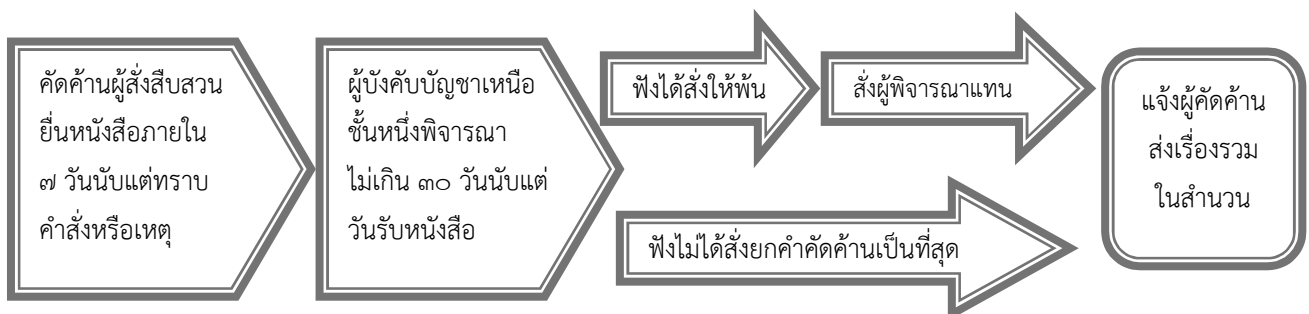 คัดค้านผู้สั่งสืบสวน
ยื่นหนังสือภายใน
๗ วันนับแต่ทราบ
คำสั่งหรือเหตุ
ผู้บังคับบัญชาเหนือ
ชั้นหนึ่งพิจารณา
ไม่เกิน ๓๐ วันนับแต่
วันรับหนังสือ
ฟังได้สั่งให้พ้น
สั่งผู้พิจารณาแทน
ฟังไม่ได้สั่งยกคำคัดค้านเป็นที่สุด
แจ้งผู้คัดค้าน
ส่งเรื่องรวม
ในสำนวน